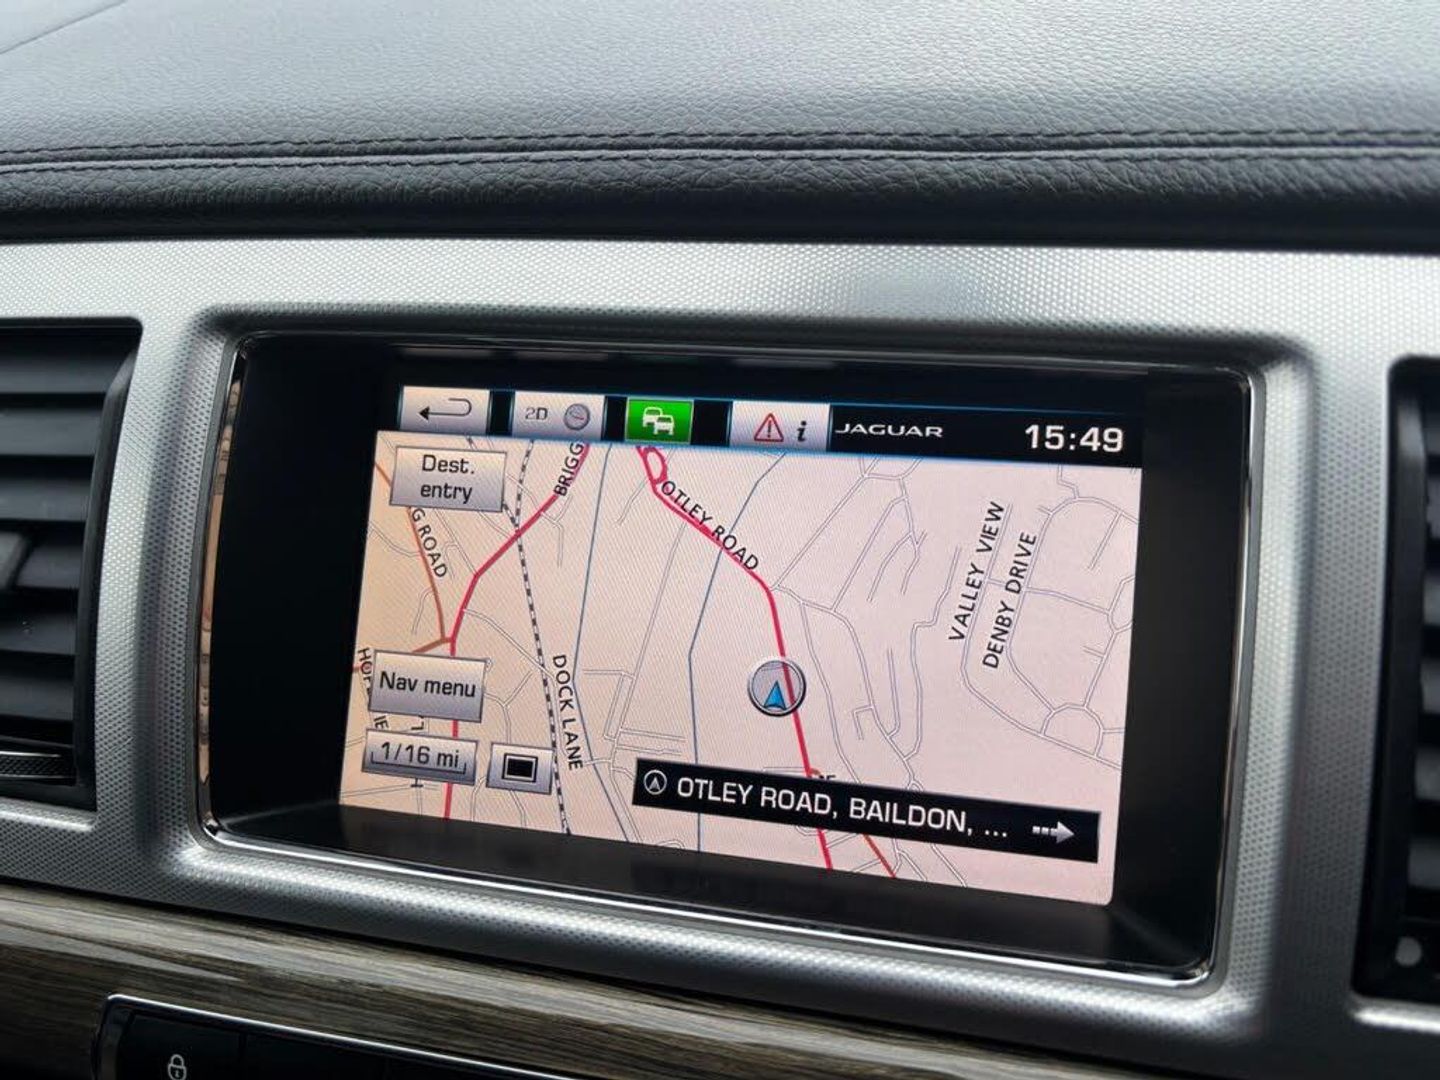 2D
i
JAGUAR
15:49
Dest.
entry
BRIGG
G ROAD
OTLEY ROAD
VALLEY VIEW
DENBY DRIVE
DOCK LANE
Nav menu
1/16 mi
OTLEY ROAD, BAILDON, ...